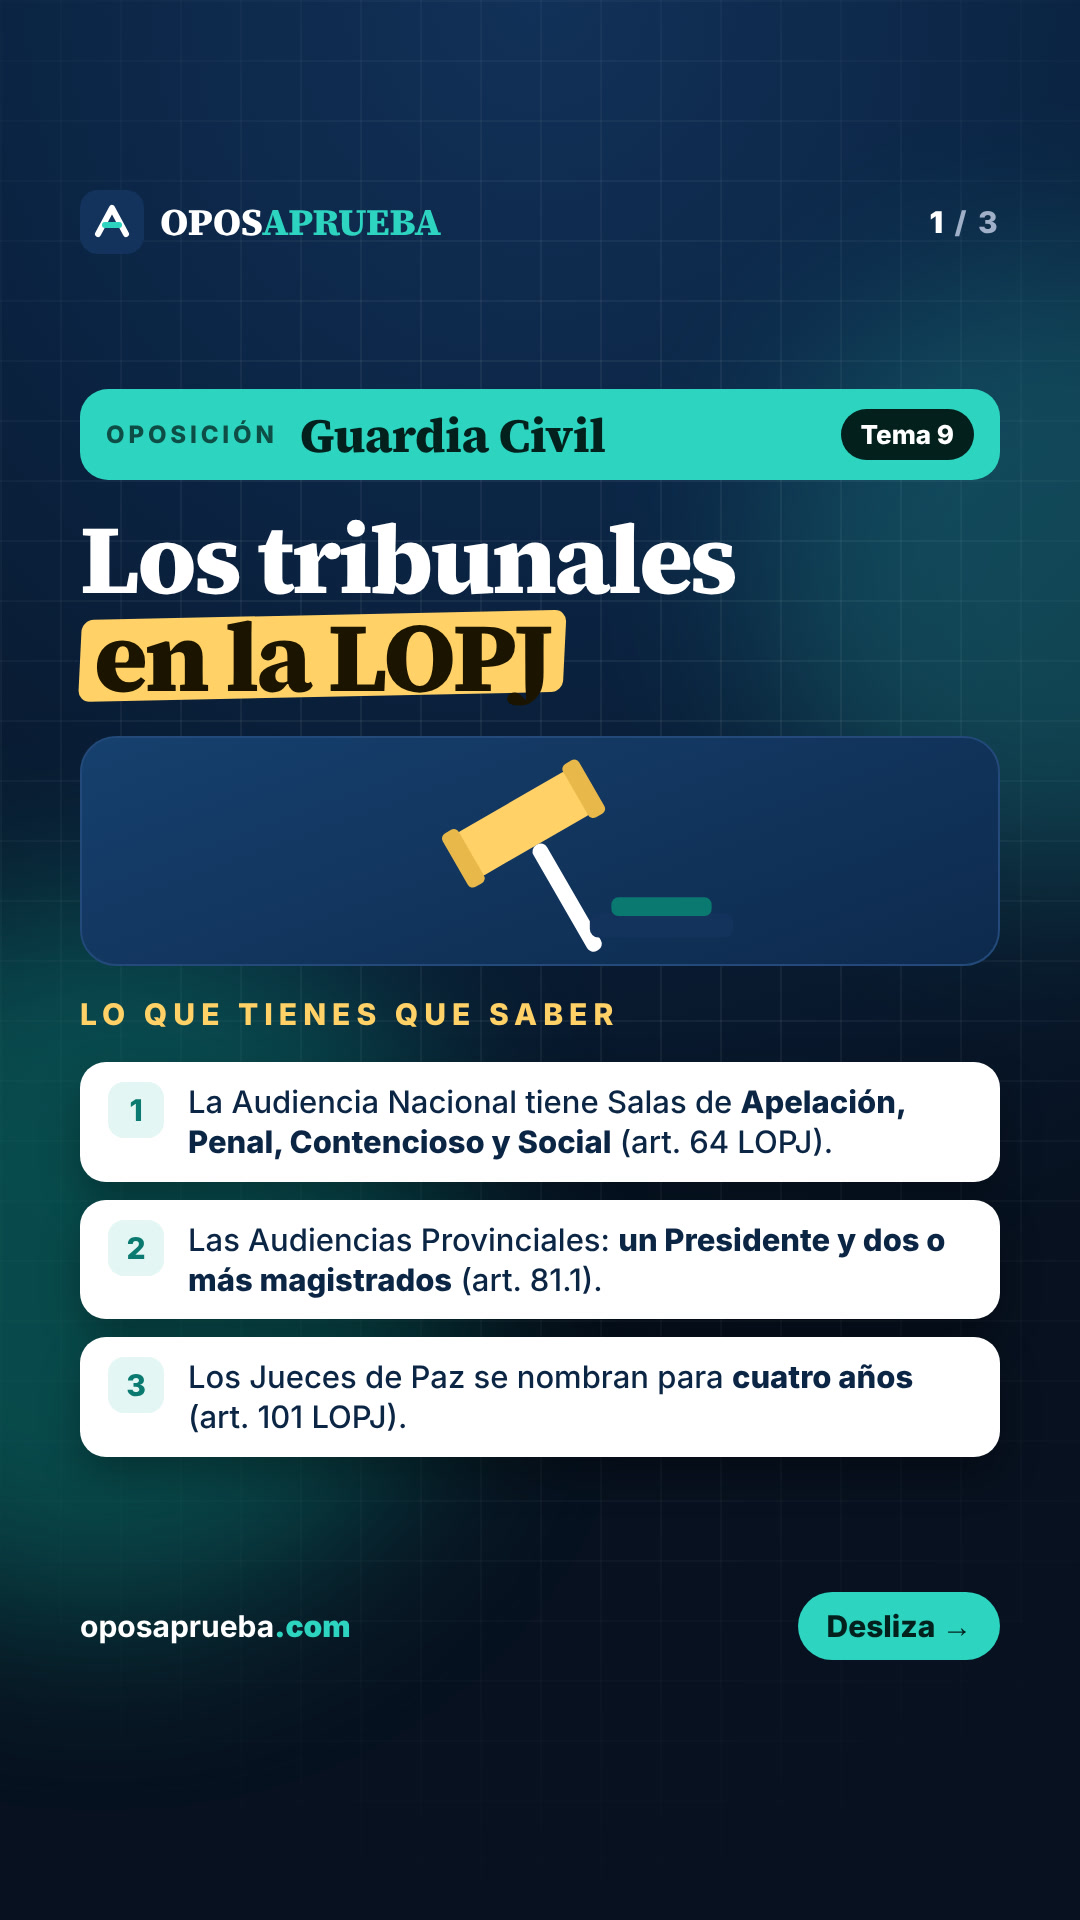 OPOSAPRUEBA
1 / 3
OPOSICIÓN Guardia Civil
Tema 9
Los tribunales
en la LOPJ
LO QUE TIENES QUE SABER
1
La Audiencia Nacional tiene Salas de Apelación,
Penal, Contencioso y Social (art. 64 LOPJ).
2
Las Audiencias Provinciales: un Presidente y dos o
más magistrados (art. 81.1).
3
Los Jueces de Paz se nombran para cuatro años
(art. 101 LOPJ).
oposaprueba.com
Desliza →